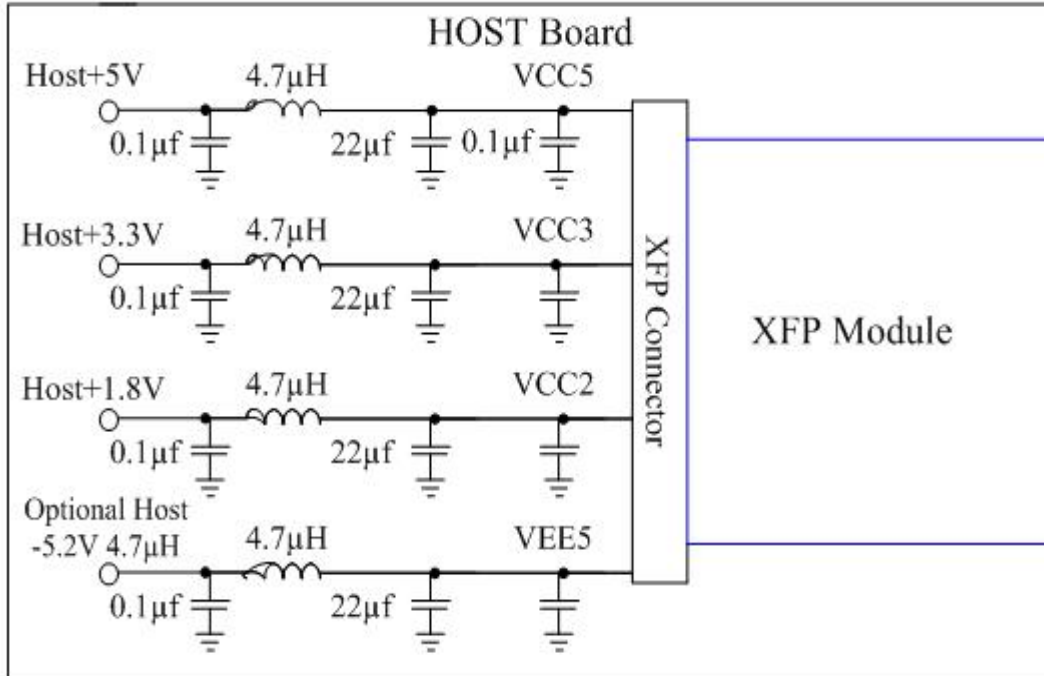 HOST Board
Host+5V 4.7µH VCC5
0.1µf 22µf 0.1µf
Host+3.3V 4.7µH VCC3
0.1µf 22µf
Host+1.8V 4.7µH VCC2
0.1µf 22µf
Optional Host
-5.2V 4.7µH 4.7µH VEE5
0.1µf 22µf
XFP Connector
XFP Module